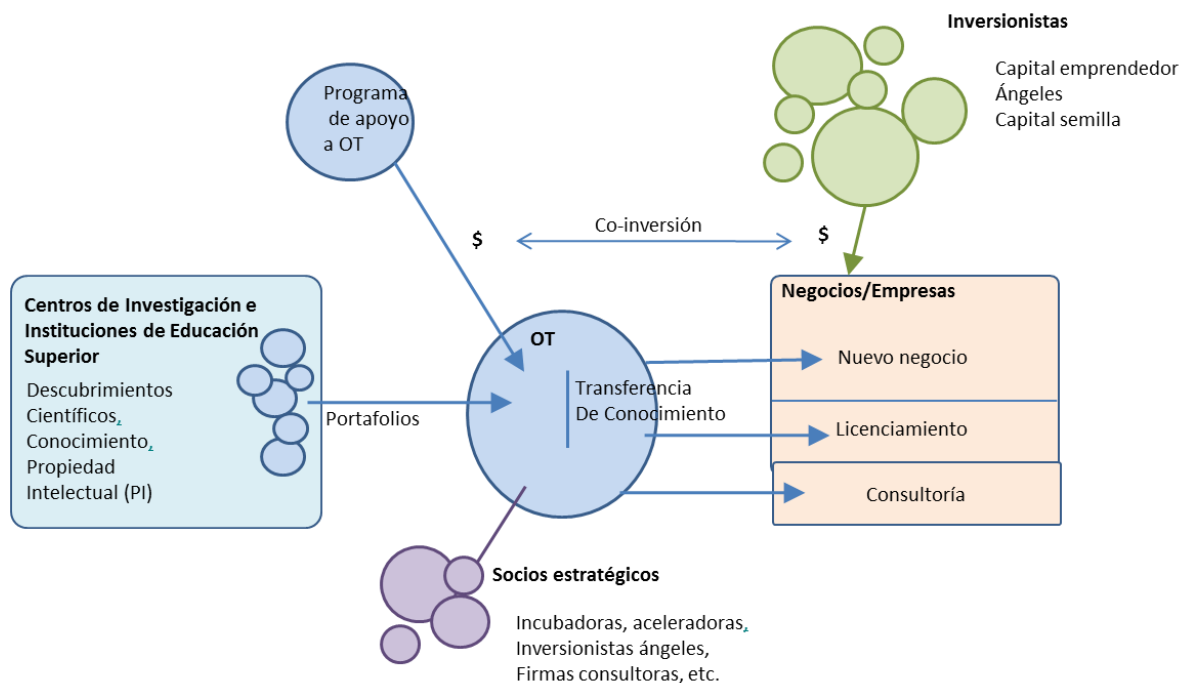 Inversionistas
Capital emprendedor
Ángeles
Capital semilla
Programa
de apoyo
a OT
Co-inversión
$
$
Centros de Investigación e
Instituciones de Educación
Superior
Descubrimientos
Científicos,
Conocimiento,
Propiedad
Intelectual (PI)
Portafolios
OT
Transferencia
De Conocimiento
Negocios/Empresas
Nuevo negocio
Licenciamiento
Consultoría
Socios estratégicos
Incubadoras, aceleradoras,
Inversionistas ángeles,
Firmas consultoras, etc.